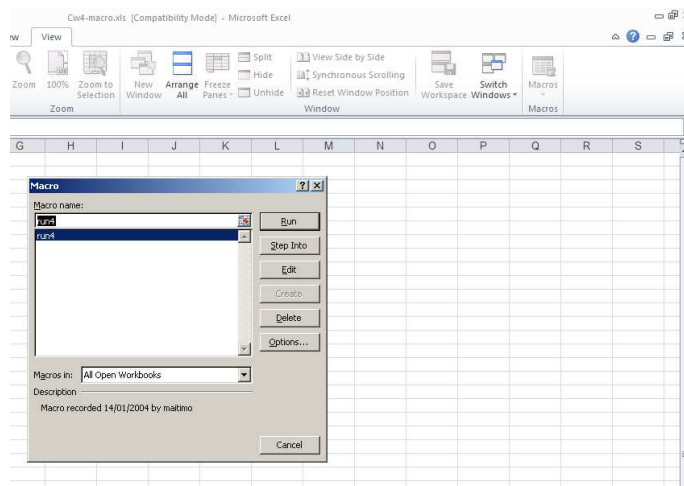 Cw4-macro.xls [Compatibility Mode] - Microsoft Excel
ew View
Zoom 100% Zoom to Selection
New Window Arrange All Freeze Panes
Split
Hide
Unhide
View Side by Side
Synchronous Scrolling
Reset Window Position
Save Workspace Switch Windows
Macros
Zoom Window Macros
G H I J K L M N O P Q R S
Macro
Macro name:
run4
run4
Run
Step Into
Edit
Create
Delete
Options...
Macros in: All Open Workbooks
Description
Macro recorded 14/01/2004 by maitimo
Cancel